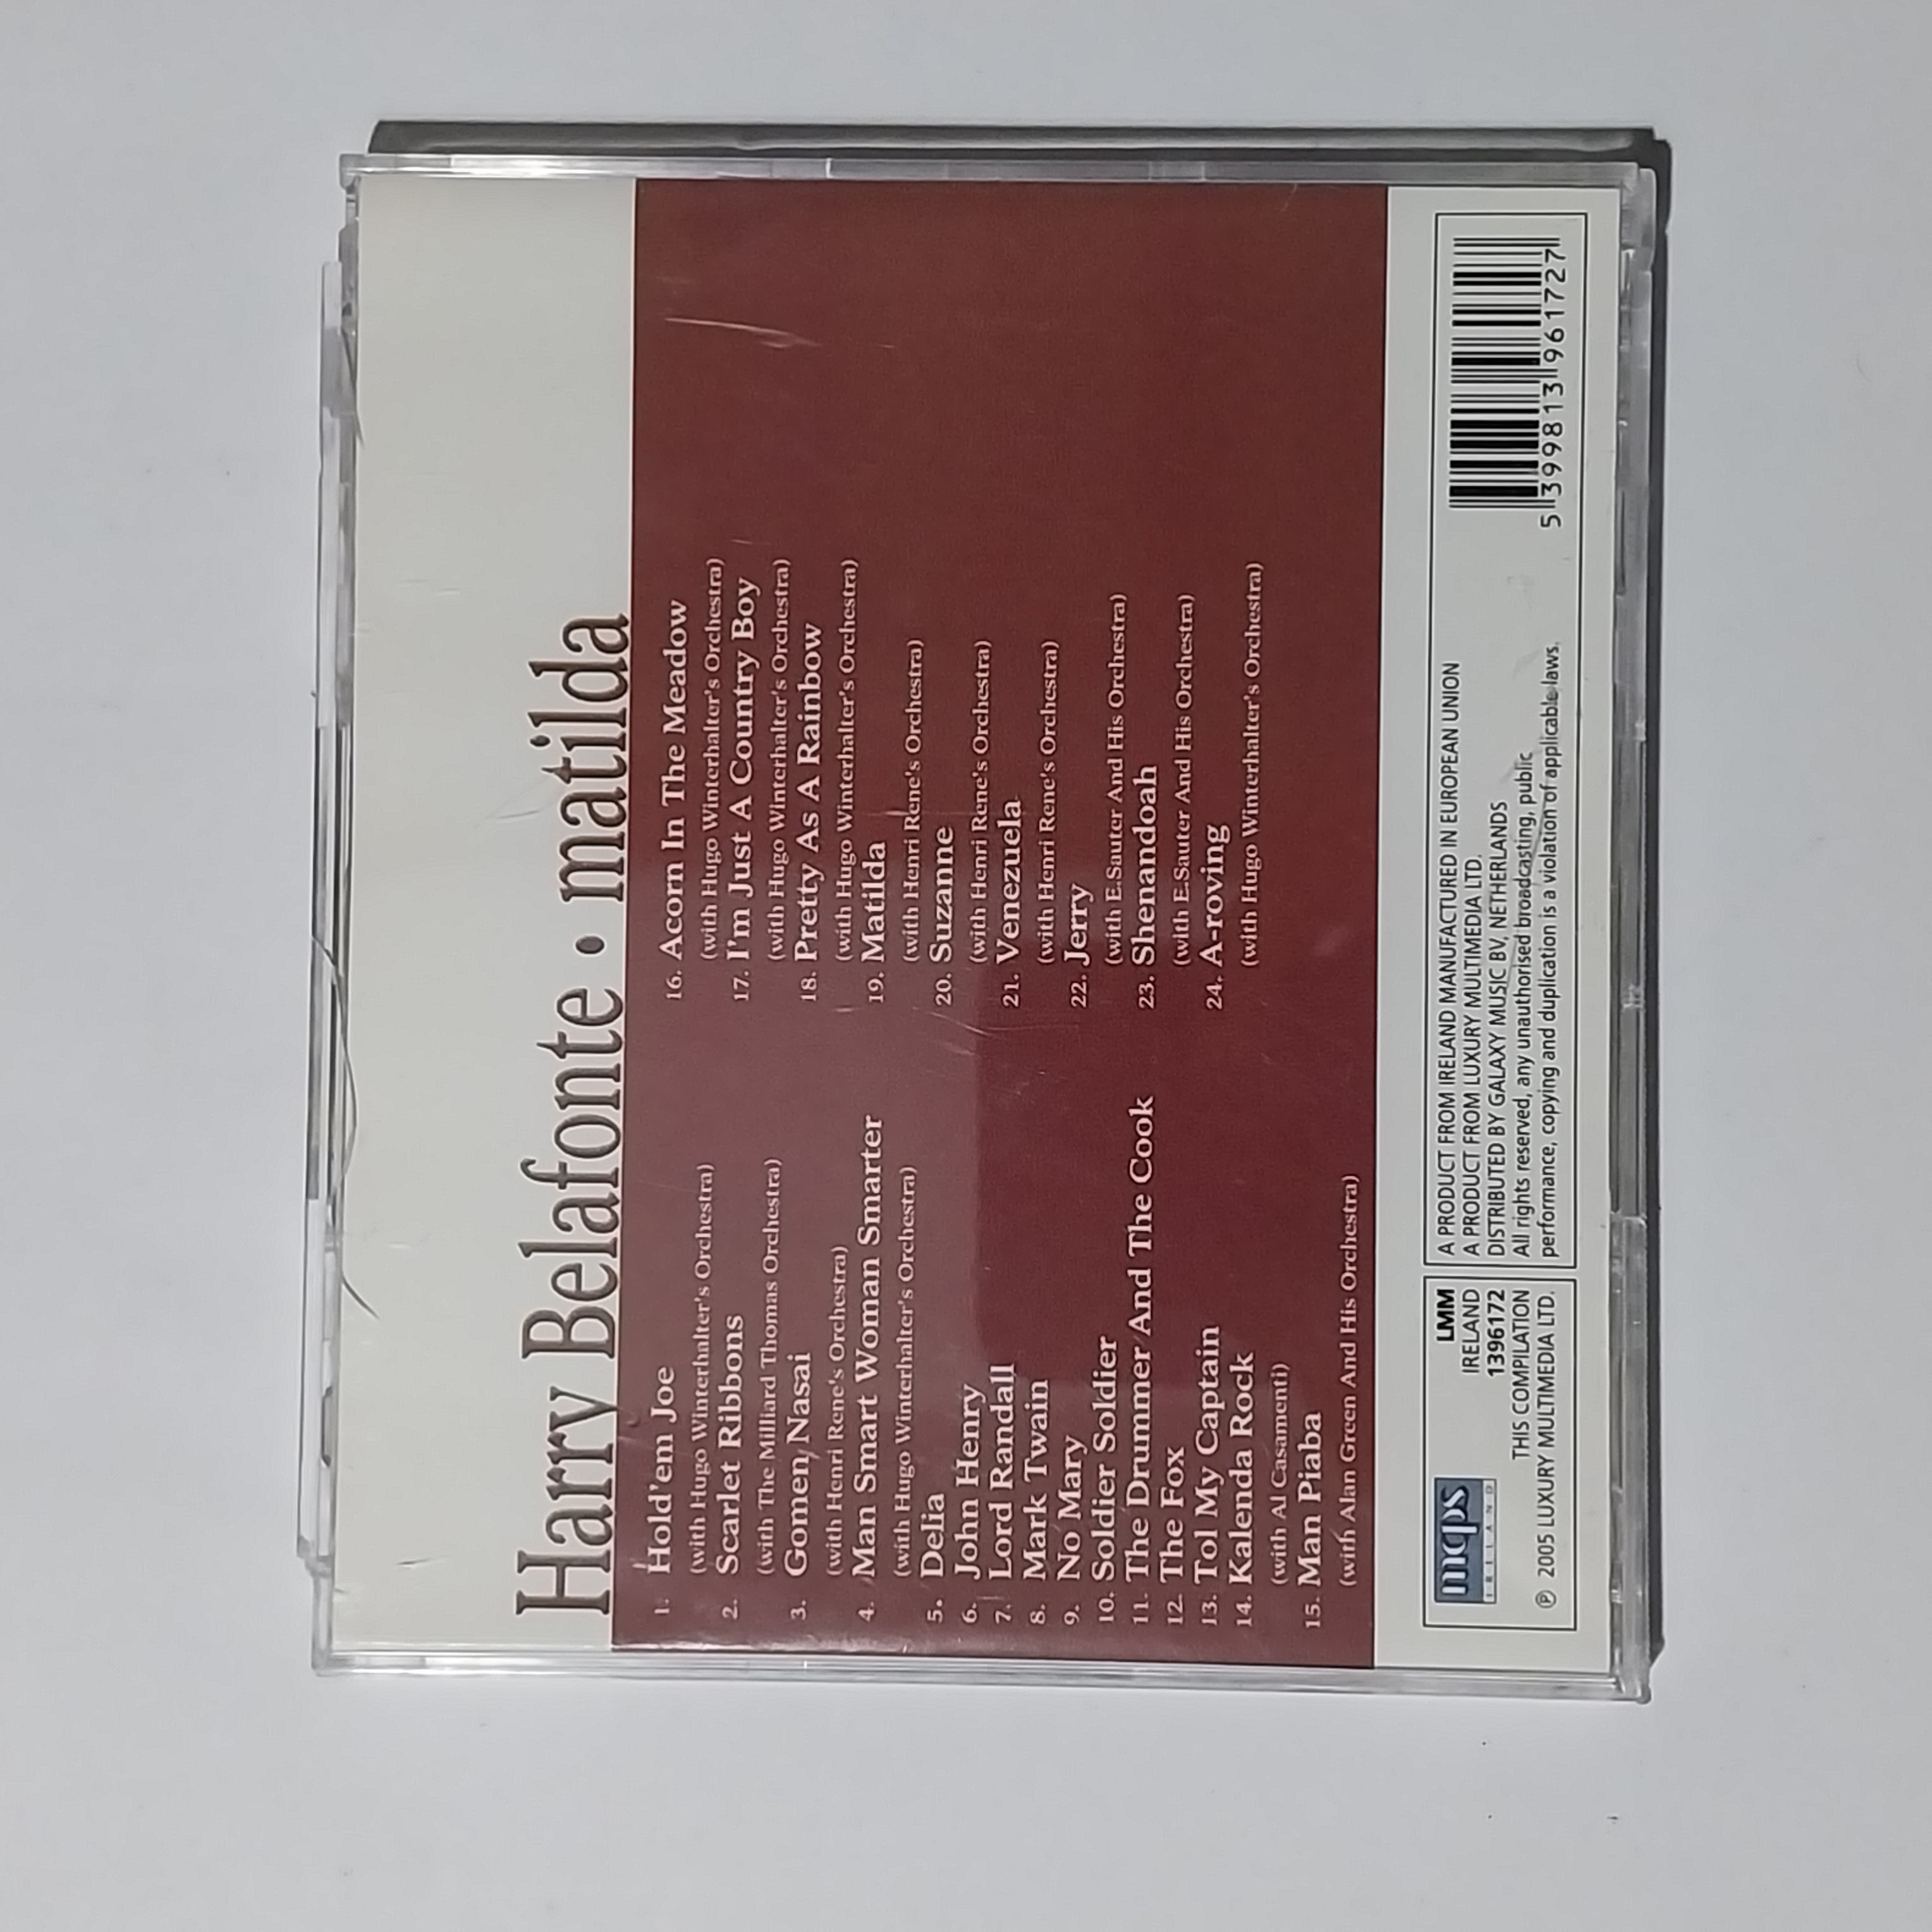 Harry Belafonte • matilda
1. Hold'em Joe
(with Hugo Winterhalter's Orchestra)
2. Scarlet Ribbons
(with The Milliard Thomas Orchestra)
3. Gomen Nasai
(with Henri Rene's Orchestra)
4. Man Smart Woman Smarter
(with Hugo Winterhalter's Orchestra)
5. Delia
6. John Henry
7. Lord Randall
8. Mark Twain
9. No Mary
10. Soldier Soldier
11. The Drummer And The Cook
12. The Fox
13. Tol My Captain
14. Kalenda Rock
(with Al Casamenti)
15. Man Piaba
(with Alan Green And His Orchestra)
16. Acorn In The Meadow
(with Hugo Winterhalter's Orchestra)
17. I'm Just A Country Boy
(with Hugo Winterhalter's Orchestra)
18. Pretty As A Rainbow
(with Hugo Winterhalter's Orchestra)
19. Matilda
(with Henri Rene's Orchestra)
20. Suzanne
(with Henri Rene's Orchestra)
21. Venezuela
(with Henri Rene's Orchestra)
22. Jerry
(with E.Sauter And His Orchestra)
23. Shenandoah
(with E.Sauter And His Orchestra)
24. A-roving
(with Hugo Winterhalter's Orchestra)
mcps
IRELAND
LMM
IRELAND
1396172
THIS COMPILATION
℗ 2005 LUXURY MULTIMEDIA LTD.
A PRODUCT FROM IRELAND MANUFACTURED IN EUROPEAN UNION
A PRODUCT FROM LUXURY MULTIMEDIA LTD.
DISTRIBUTED BY GALAXY MUSIC BV, NETHERLANDS
All rights reserved, any unauthorised broadcasting, public
performance, copying and duplication is a violation of applicable laws.
5 399813 961727